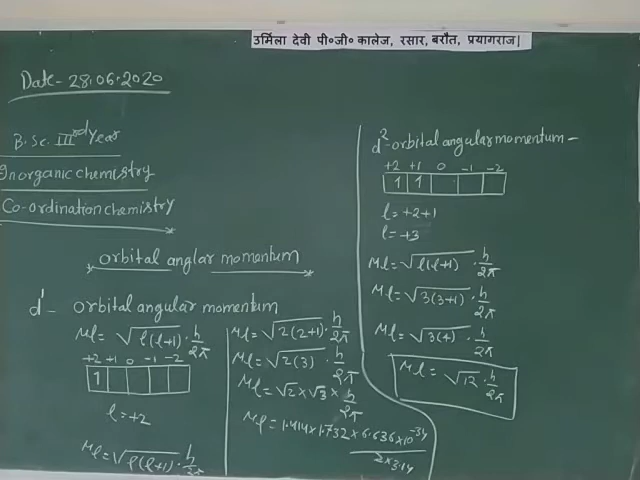 उर्मिला देवी पी०जी० कालेज, रसार, बरौत, प्रयागराज|
Date - 28.06.2020
B.Sc. IIIrd Year
Inorganic chemistry
Co-ordination chemistry
orbital anglar momentum
d¹- orbital angular momentum
Mℓ = √ℓ(ℓ+1) · h/2π
+2 +1 0 -1 -2
1
ℓ = +2
Mℓ = √ℓ(ℓ+1) · h/2π
Mℓ = √2(2+1) · h/2π
Mℓ = √2(3) · h/2π
Mℓ = √2 × √3 × h/2π
Mℓ = 1.414 × 1.732 × 6.636 × 10⁻³⁴ / 2 × 3.14
d²-orbital angular momentum -
+2 +1 0 -1 -2
1 1
ℓ = +2+1
ℓ = +3
Mℓ = √ℓ(ℓ+1) · h/2π
Mℓ = √3(3+1) · h/2π
Mℓ = √3(4) · h/2π
Mℓ = √12 · h/2π